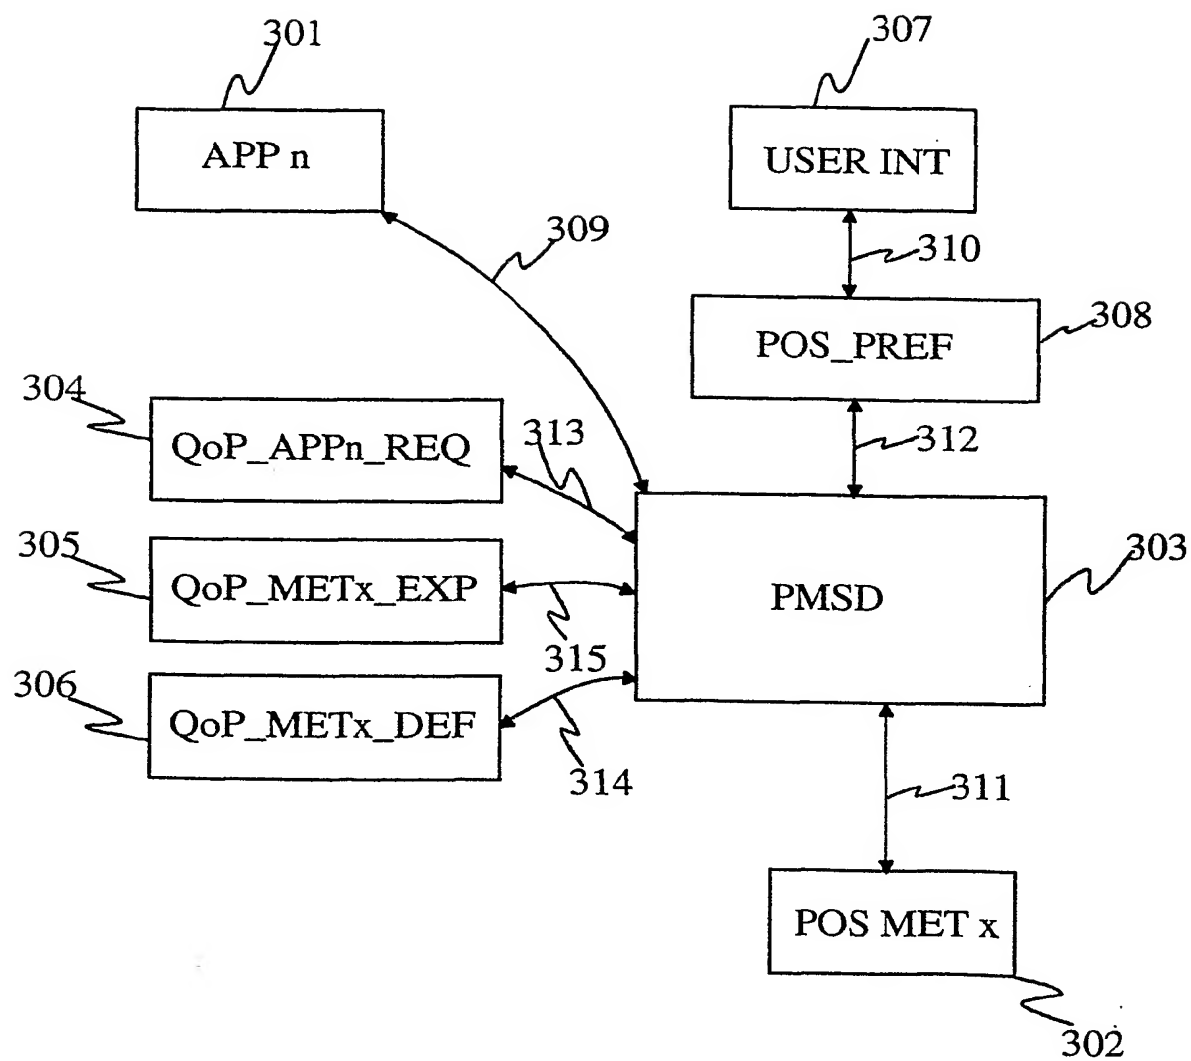 301
307
APP n
USER INT
309
310
308
POS_PREF
304
QoP_APPn_REQ
313
312
305
QoP_METx_EXP
303
PMSD
315
306
QoP_METx_DEF
314
311
POS MET x
302